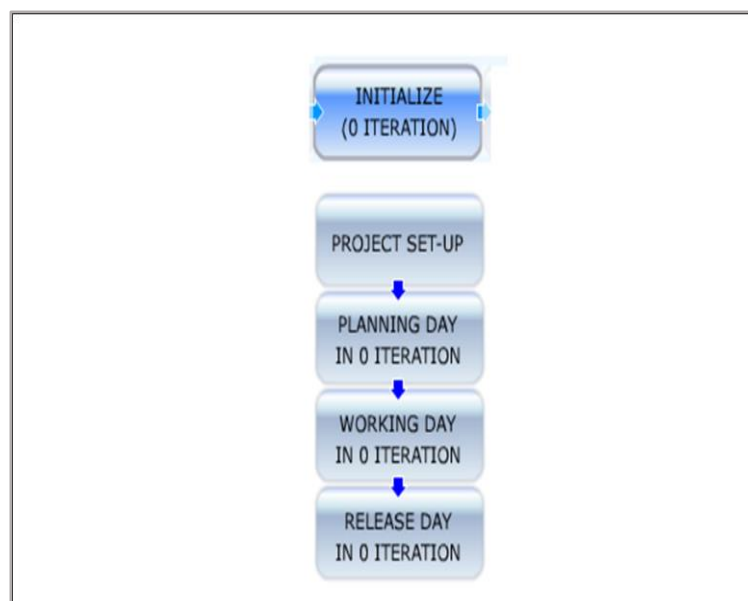 INITIALIZE
(0 ITERATION)
PROJECT SET-UP
PLANNING DAY
IN 0 ITERATION
WORKING DAY
IN 0 ITERATION
RELEASE DAY
IN 0 ITERATION